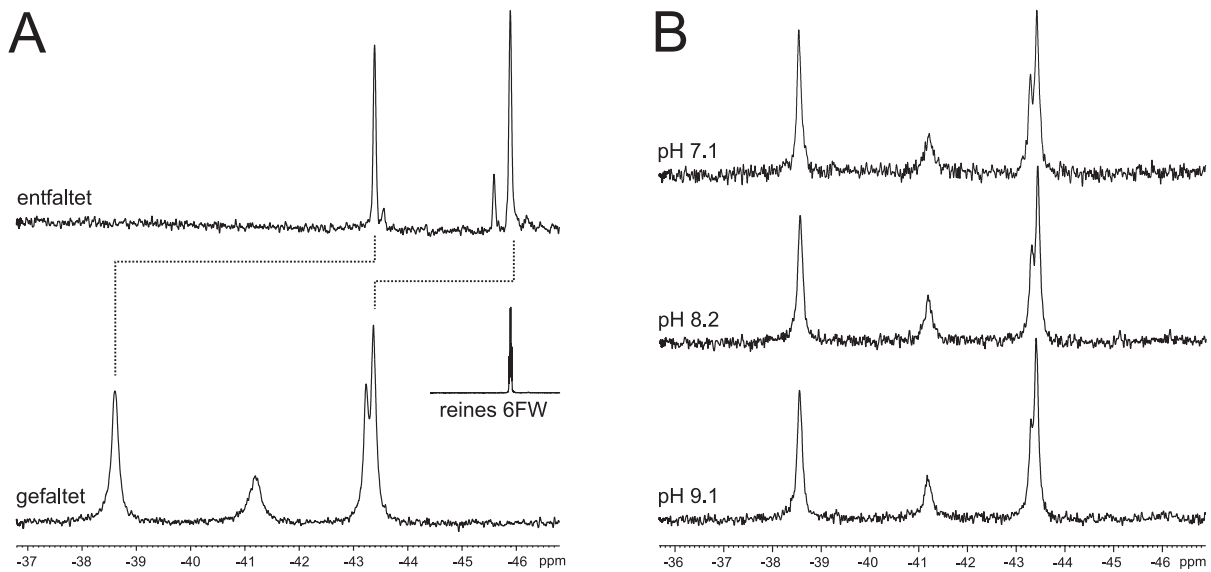 A
B
entfaltet
reines 6FW
gefaltet
-37 -38 -39 -40 -41 -42 -43 -44 -45 -46 ppm
pH 7.1
pH 8.2
pH 9.1
-36 -37 -38 -39 -40 -41 -42 -43 -44 -45 -46 ppm